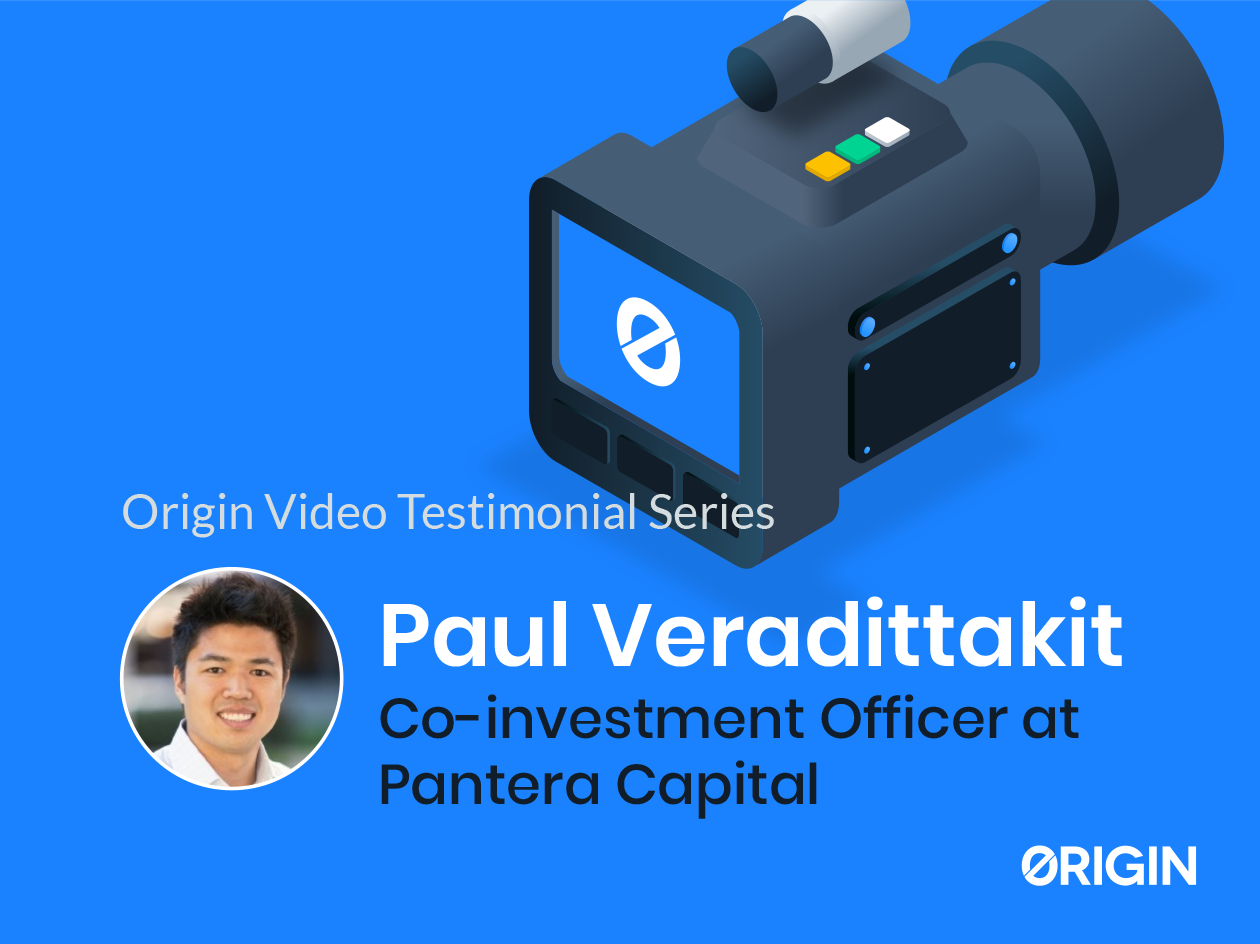 Origin Video Testimonial Series
Paul Veradittakit
Co-investment Officer at
Pantera Capital
ORIGIN